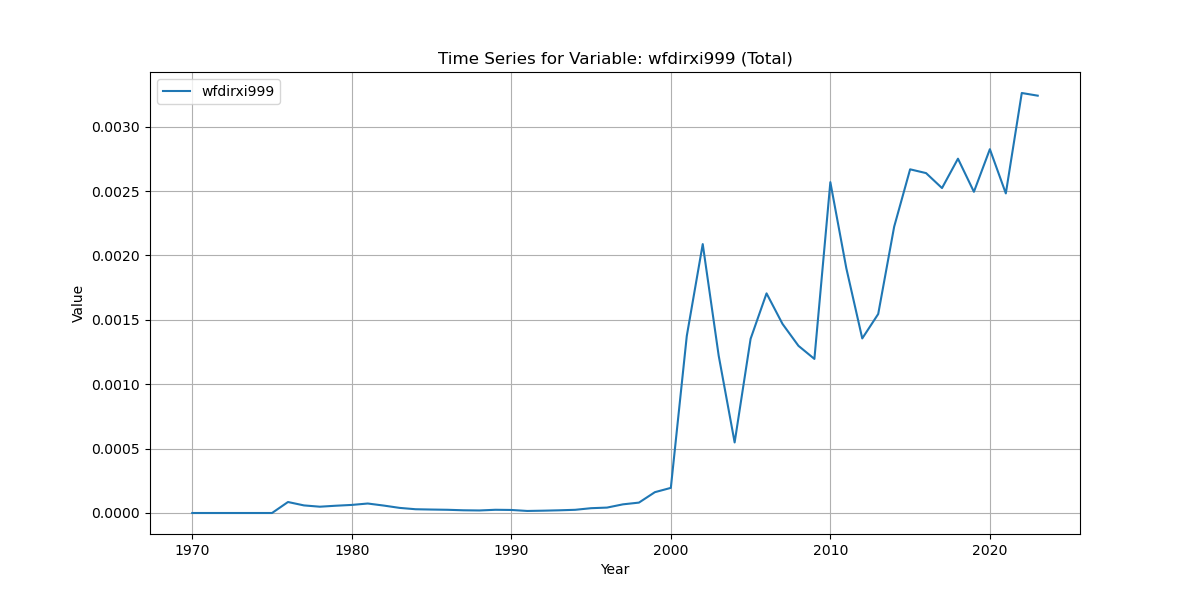 Time Series for Variable: wfdirxi999 (Total)
wfdirxi999
0.0030
0.0025
0.0020
0.0015
0.0010
0.0005
0.0000
Value
1970 1980 1990 2000 2010 2020
Year